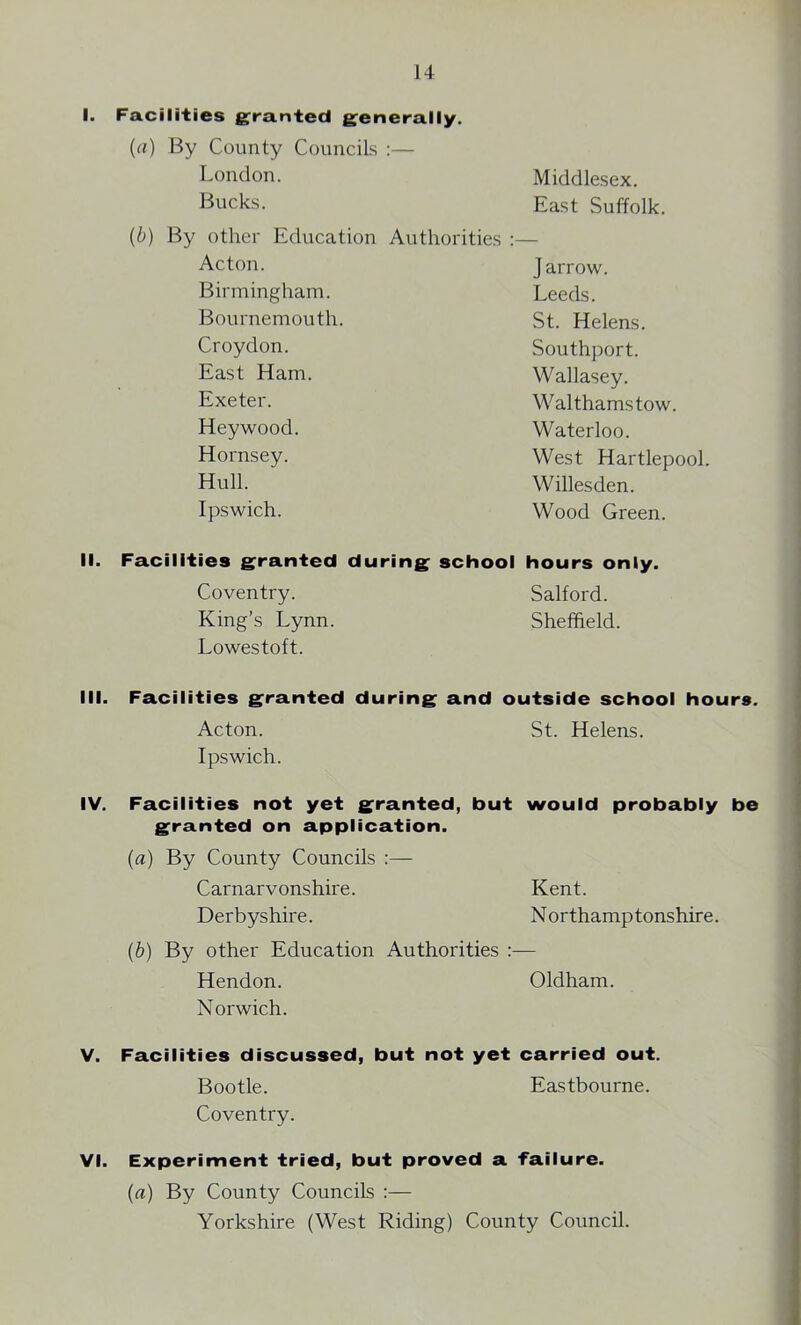 14
I. Facilities granted generally.
(a) By County Councils :—
London. Middlesex.
Bucks. East Suffolk.
(b) By other Education Authorities :—
Acton. Jarrow.
Birmingham. Leeds.
Bournemouth. St. Helens.
Croydon. Southport.
East Ham. Wallasey.
Exeter. Walthamstow.
Heywood. Waterloo.
Hornsey. West Hartlepool.
Hull. Willesden.
Ipswich. Wood Green.
II. Facilities granted during school hours only.
Coventry. Salford.
King's Lynn. Sheffield.
Lowestoft.
III. Facilities granted during and outside school hours.
Acton. St. Helens.
Ipswich.
IV. Facilities not yet granted, but would probably be
granted on application.
(a) By County Councils :—
Carnarvonshire. Kent.
Derbyshire. Northamptonshire.
(b) By other Education Authorities :—
Hendon. Oldham.
Norwich.
V. Facilities discussed, but not yet carried out.
Bootle. Eastbourne.
Coventry.
VI. Experiment tried, but proved a failure.
(a) By County Councils :—
Yorkshire (West Riding) County Council.